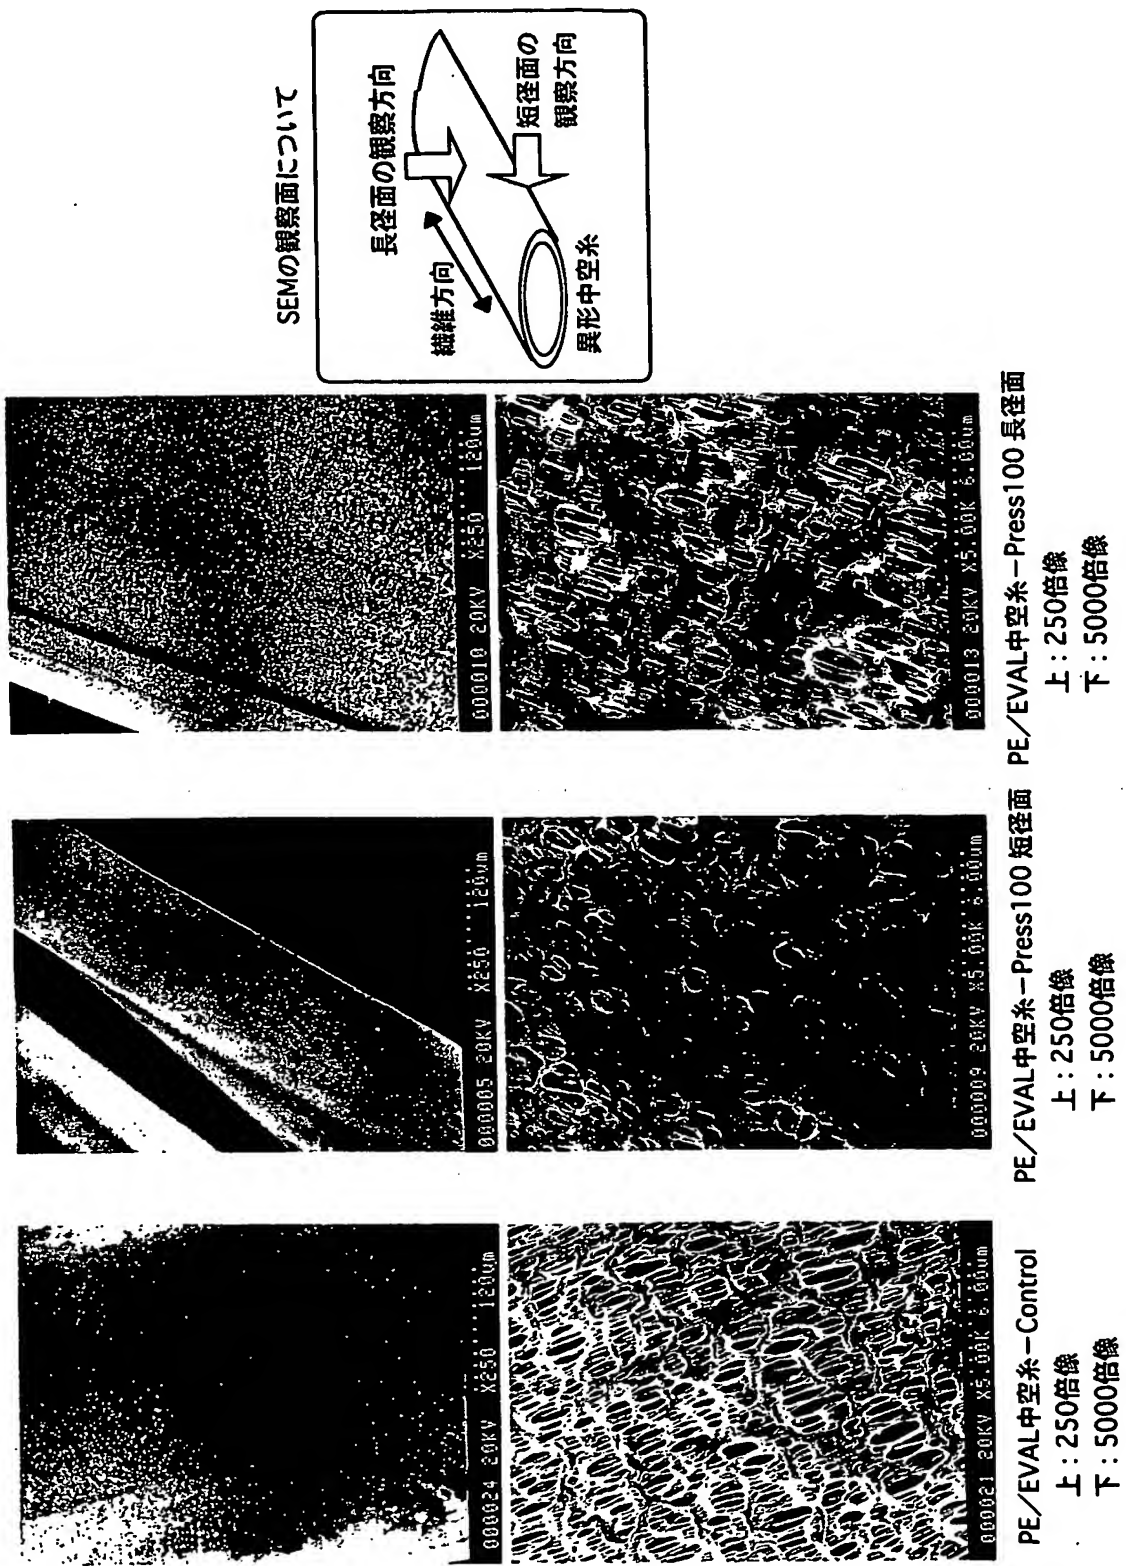 SEMの観察面について
長径面の観察方向
繊維方向
短径面の
観察方向
異形中空糸
000021 20KV X250 120um
000021 20KV X5.00K 6.00um
PE/EVAL中空糸-Control
上:250倍像
下:5000倍像
000005 20KV X250 120um
000009 20KV X5.00K 6.00um
PE/EVAL中空糸-Press100 短径面
上:250倍像
下:5000倍像
000010 20KV X250 120um
000013 20KV X5.00K 6.00um
PE/EVAL中空糸-Press100 長径面
上:250倍像
下:5000倍像